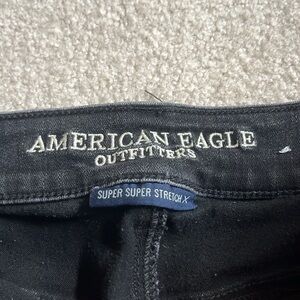 AMERICAN EAGLE
OUTFITTERS
SUPER SUPER STRETCH X